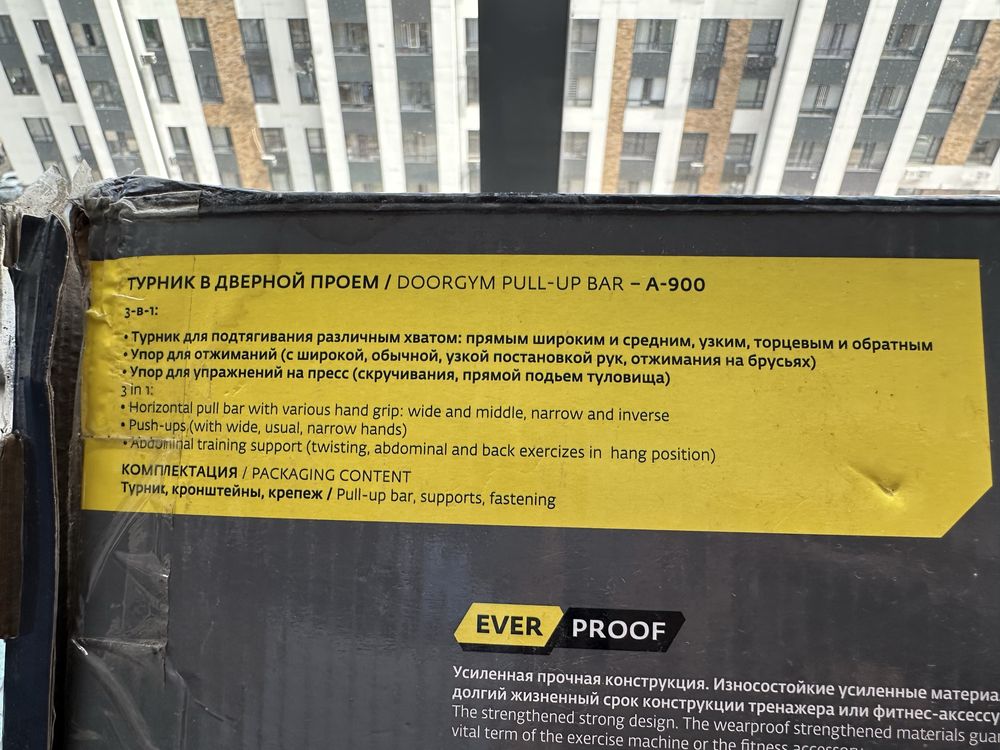 ТУРНИК В ДВЕРНОЙ ПРОЕМ / DOORGYM PULL-UP BAR – A-900
3-в-1:
• Турник для подтягивания различным хватом: прямым широким и средним, узким, торцевым и обратным
• Упор для отжиманий (с широкой, обычной, узкой постановкой рук, отжимания на брусьях)
• Упор для упражнений на пресс (скручивания, прямой подьем туловища)
3 in 1:
• Horizontal pull bar with various hand grip: wide and middle, narrow and inverse
• Push-ups (with wide, usual, narrow hands)
• Abdominal training support (twisting, abdominal and back exercizes in hang position)
КОМПЛЕКТАЦИЯ / PACKAGING CONTENT
Турник, кронштейны, крепеж / Pull-up bar, supports, fastening
EVER PROOF
Усиленная прочная конструкция. Износостойкие усиленные материа
долгий жизненный срок конструкции тренажера или фитнес-аксессу
The strengthened strong design. The wearproof strengthened materials guar
vital term of the exercise machine or the fitness accessory